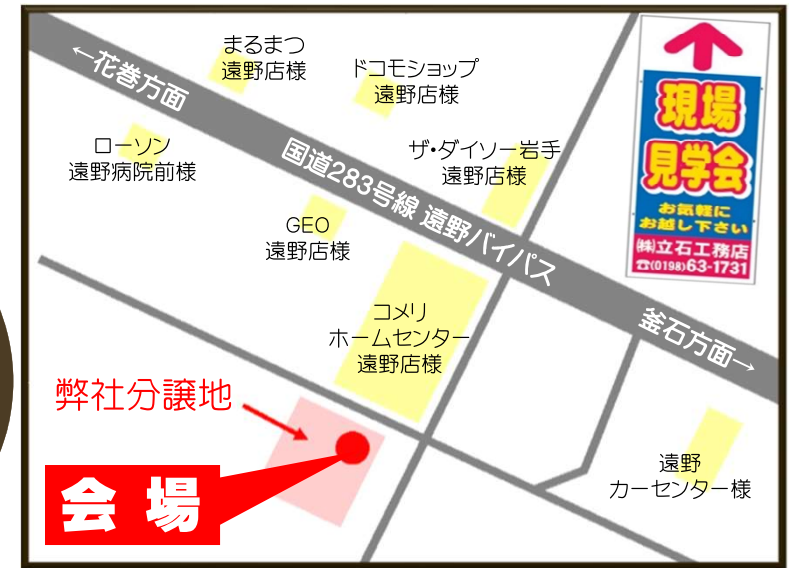 ←花巻方面
まるまつ
遠野店様
ドコモショップ
遠野店様
ローソン
遠野病院前様
国道283号線 遠野バイパス
ザ・ダイソー岩手
遠野店様
GEO
遠野店様
コメリ
ホームセンター
遠野店様
釜石方面→
弊社分譲地
会場
遠野
カーセンター様
現場
見学会
お気軽に
お越し下さい
㈱立石工務店
☎(0198)63-1731